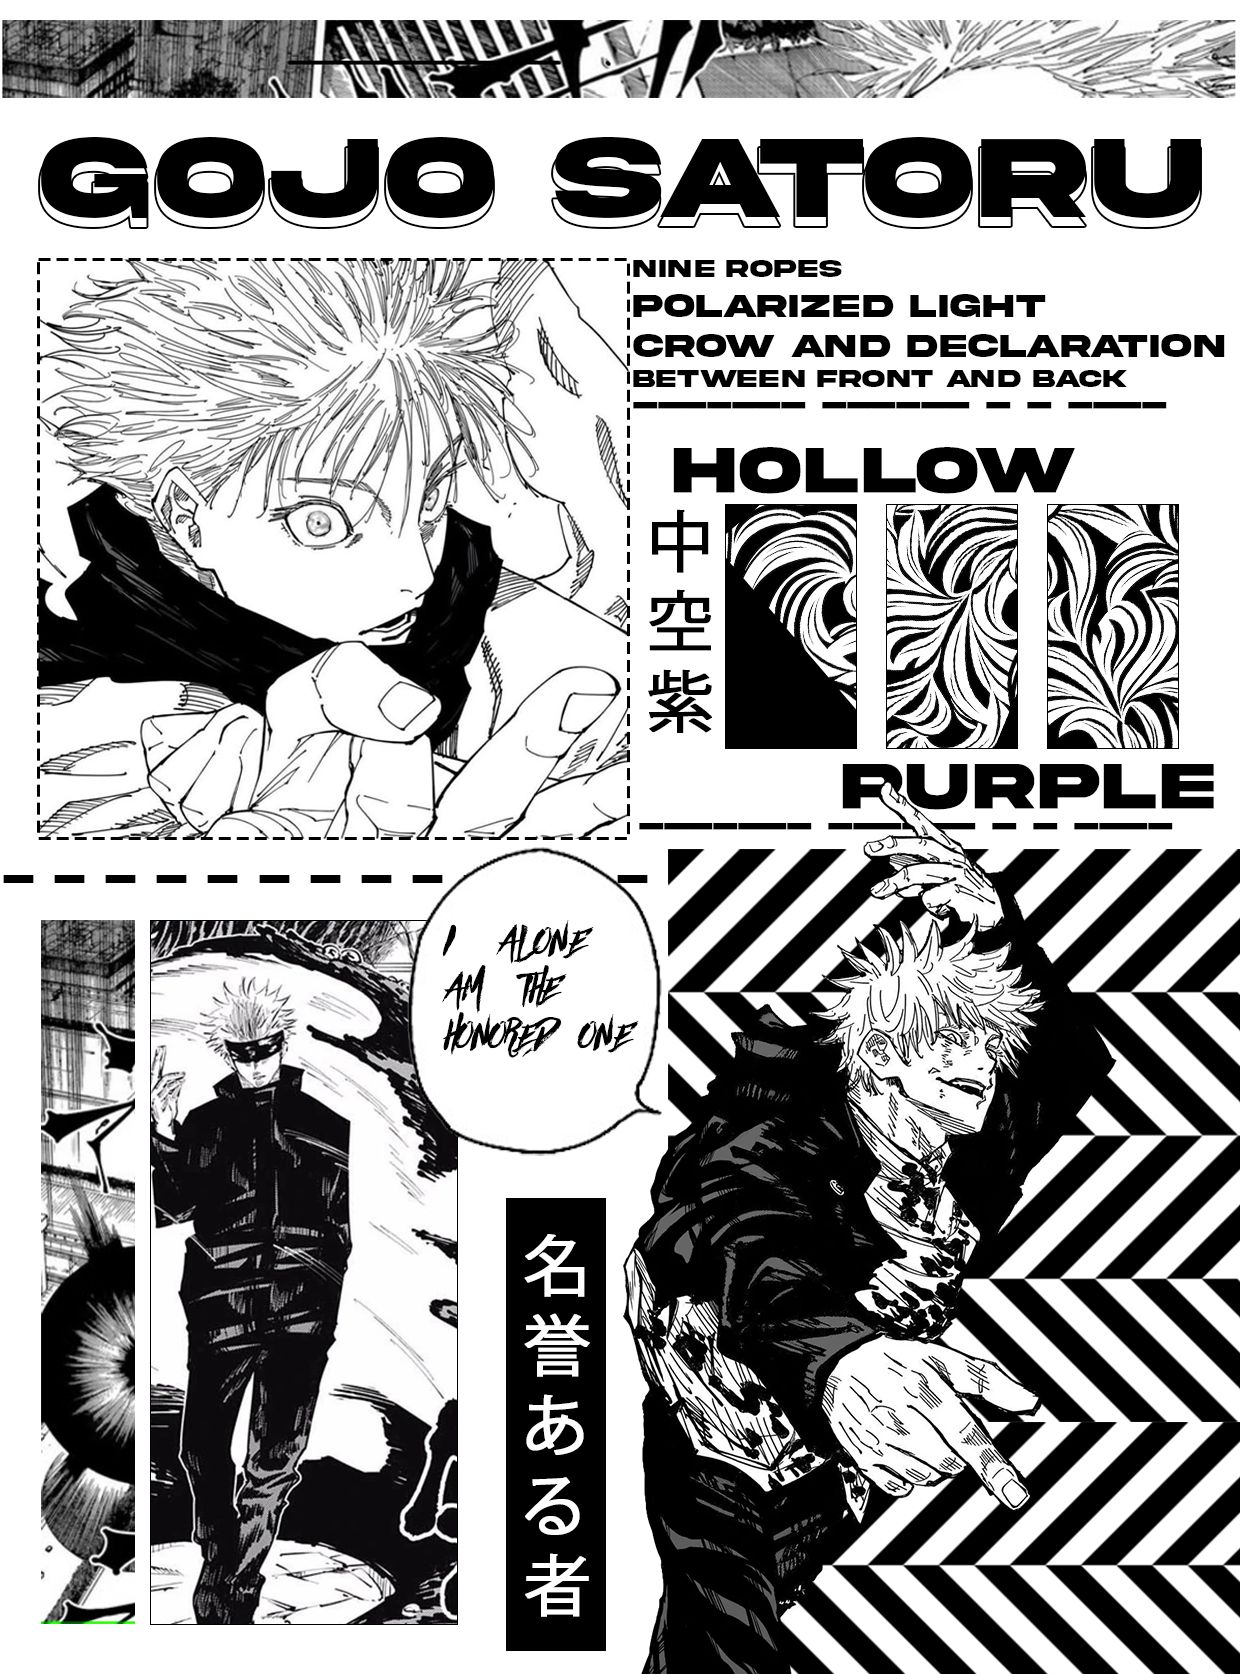 GOJO SATORU
NINE ROPES
POLARIZED LIGHT
CROW AND DECLARATION
BETWEEN FRONT AND BACK
HOLLOW
中空紫
PURPLE
I ALONE
AM THE
HONORED ONE
名誉ある者